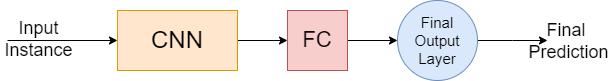 Input
Instance
CNN
FC
Final
Output
Layer
Final
Prediction